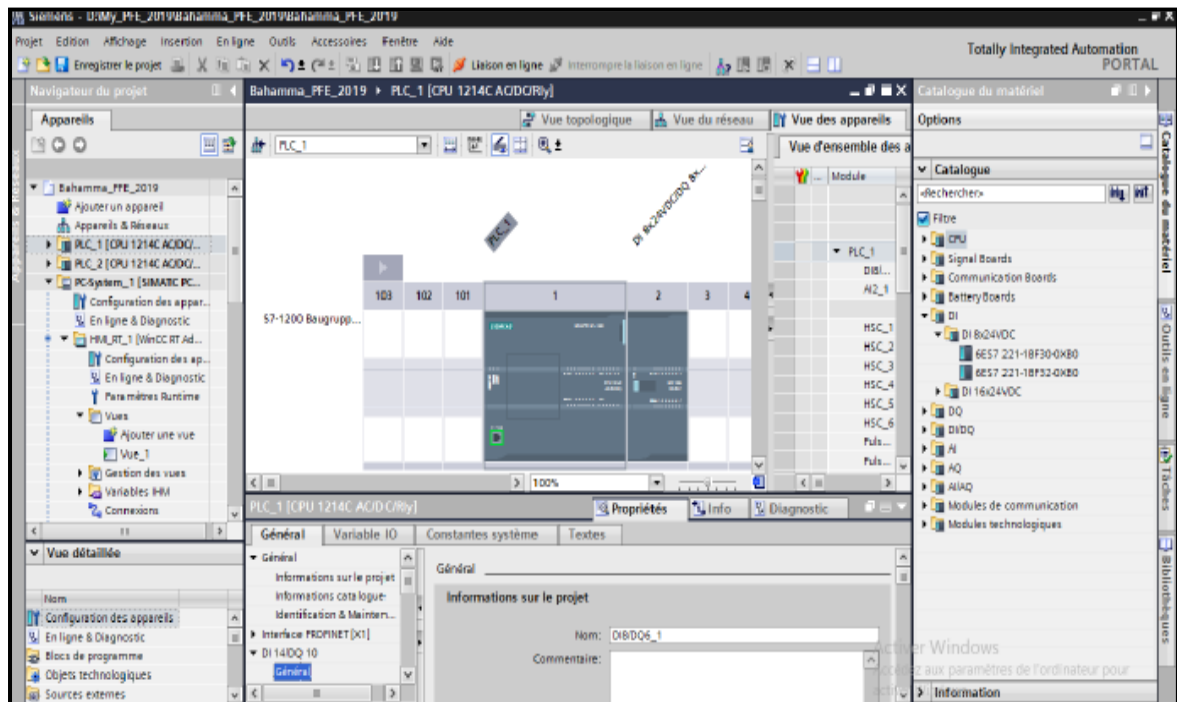 Siemens - D:\My_PFE_2019\Bahamma_PFE_2019\Bahamma_PFE_2019
Projet Edition Affichage Insertion En ligne Outils Accessoires Fenêtre Aide
Totally Integrated Automation
PORTAL
Enregistrer le projet
Liaison en ligne
Interrompre la liaison en ligne
Navigateur du projet
Appareils
Appareils & Réseaux
Bahamma_PFE_2019
Ajouter un appareil
Appareils & Réseaux
PLC_1 [CPU 1214C AC/DC/...
PLC_2 [CPU 1214C AC/DC/...
PC-System_1 [SIMATIC PC...
Configuration des appar...
En ligne & Diagnostic
HMI_RT_1 [WinCC RT Ad...
Configuration des ap...
En ligne & Diagnostic
Paramètres Runtime
Vues
Ajouter une vue
Vue_1
Gestion des vues
Variables IHM
Connexions
Vue détaillée
Nom
Configuration des appareils
En ligne & Diagnostic
Blocs de programme
Objets technologiques
Sources externes
Bahamma_PFE_2019 ▸ PLC_1 [CPU 1214C AC/DC/Rly]
Vue topologique
Vue du réseau
Vue des appareils
PLC_1
PLC_1
DI 8x24VDC/DQ 8x...
103 102 101 1 2 3 4
S7-1200 Baugrupp...
100%
Vue d'ensemble des a
Module
PLC_1
DI8/...
AI2_1
HSC_1
HSC_2
HSC_3
HSC_4
HSC_5
HSC_6
Puls...
Puls...
PLC_1 [CPU 1214C AC/DC/Rly]
Propriétés
Info
Diagnostic
Général
Variable IO
Constantes système
Textes
Général
Informations sur le projet
Informations catalogue
Identification & Mainten...
Interface PROFINET [X1]
DI 14/DQ 10
Général
Général
Informations sur le projet
Nom: DI8/DQ6_1
Commentaire:
Catalogue du matériel
Options
Catalogue
<Rechercher>
Filtre
CPU
Signal Boards
Communication Boards
Battery Boards
DI
DI 8x24VDC
6ES7 221-1BF30-0XB0
6ES7 221-1BF32-0XB0
DI 16x24VDC
DQ
DI/DQ
AI
AQ
AI/AQ
Modules de communication
Modules technologiques
Activer Windows
Accédez aux paramètres de l'ordinateur pour
Information
Catalogue du matériel
Outils en ligne
Tâches
Bibliothèques